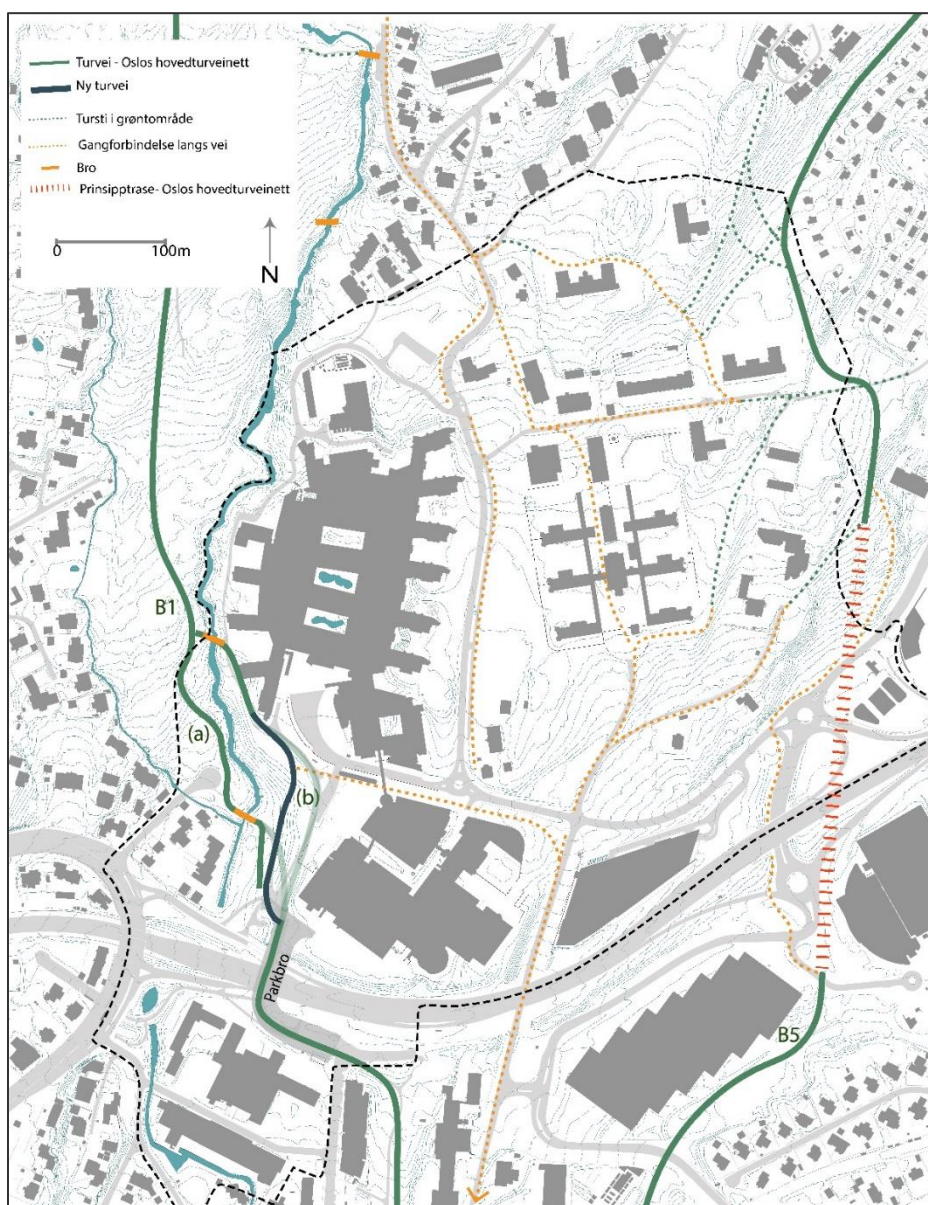 Turvei - Oslos hovedturveinett
Ny turvei
Tursti i grøntområde
Gangforbindelse langs vei
Bro
Prinsipptrase- Oslos hovedturveinett
0 100m
N
B1
(a)
(b)
Parkbro
B5